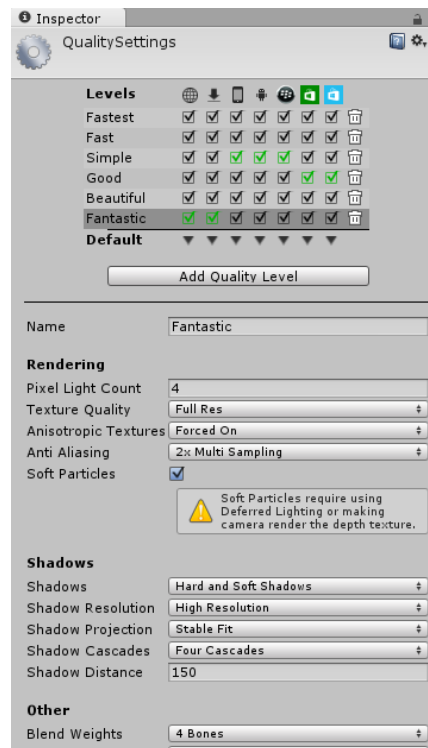 Inspector
QualitySettings
Levels
Fastest
Fast
Simple
Good
Beautiful
Fantastic
Default
Add Quality Level
Name Fantastic
Rendering
Pixel Light Count 4
Texture Quality Full Res
Anisotropic Textures Forced On
Anti Aliasing 2x Multi Sampling
Soft Particles
Soft Particles require using
Deferred Lighting or making
camera render the depth texture.
Shadows
Shadows Hard and Soft Shadows
Shadow Resolution High Resolution
Shadow Projection Stable Fit
Shadow Cascades Four Cascades
Shadow Distance 150
Other
Blend Weights 4 Bones